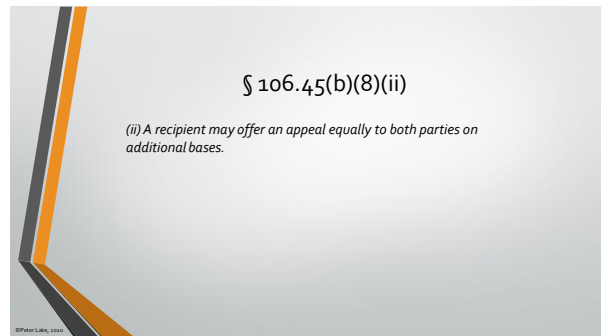 § 106.45(b)(8)(ii)
(ii) A recipient may offer an appeal equally to both parties on
additional bases.
©Peter Lake, 2020